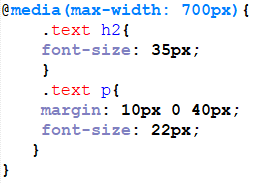 @media(max-width: 700px){
.text h2{
font-size: 35px;
}
.text p{
margin: 10px 0 40px;
font-size: 22px;
}
}